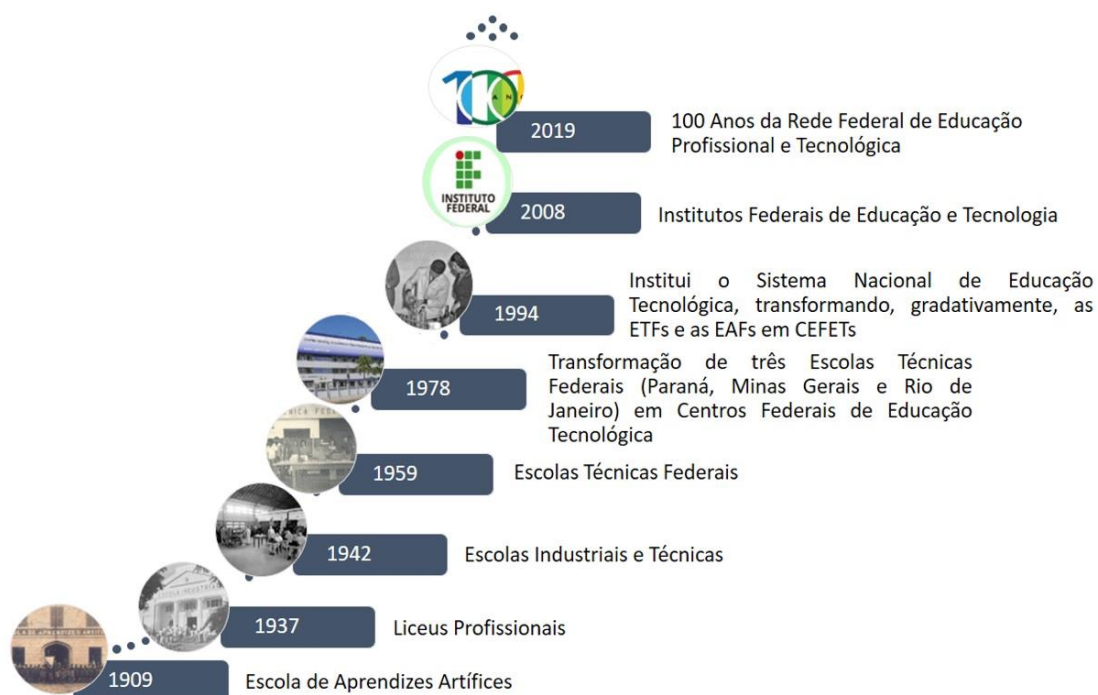 100
ANO
2019
100 Anos da Rede Federal de Educação
Profissional e Tecnológica
INSTITUTO
FEDERAL
2008
Institutos Federais de Educação e Tecnologia
1994
Institui o Sistema Nacional de Educação
Tecnológica, transformando, gradativamente, as
ETFs e as EAFs em CEFETs
1978
Transformação de três Escolas Técnicas
Federais (Paraná, Minas Gerais e Rio de
Janeiro) em Centros Federais de Educação
Tecnológica
1959
Escolas Técnicas Federais
1942
Escolas Industriais e Técnicas
1937
Liceus Profissionais
1909
Escola de Aprendizes Artífices